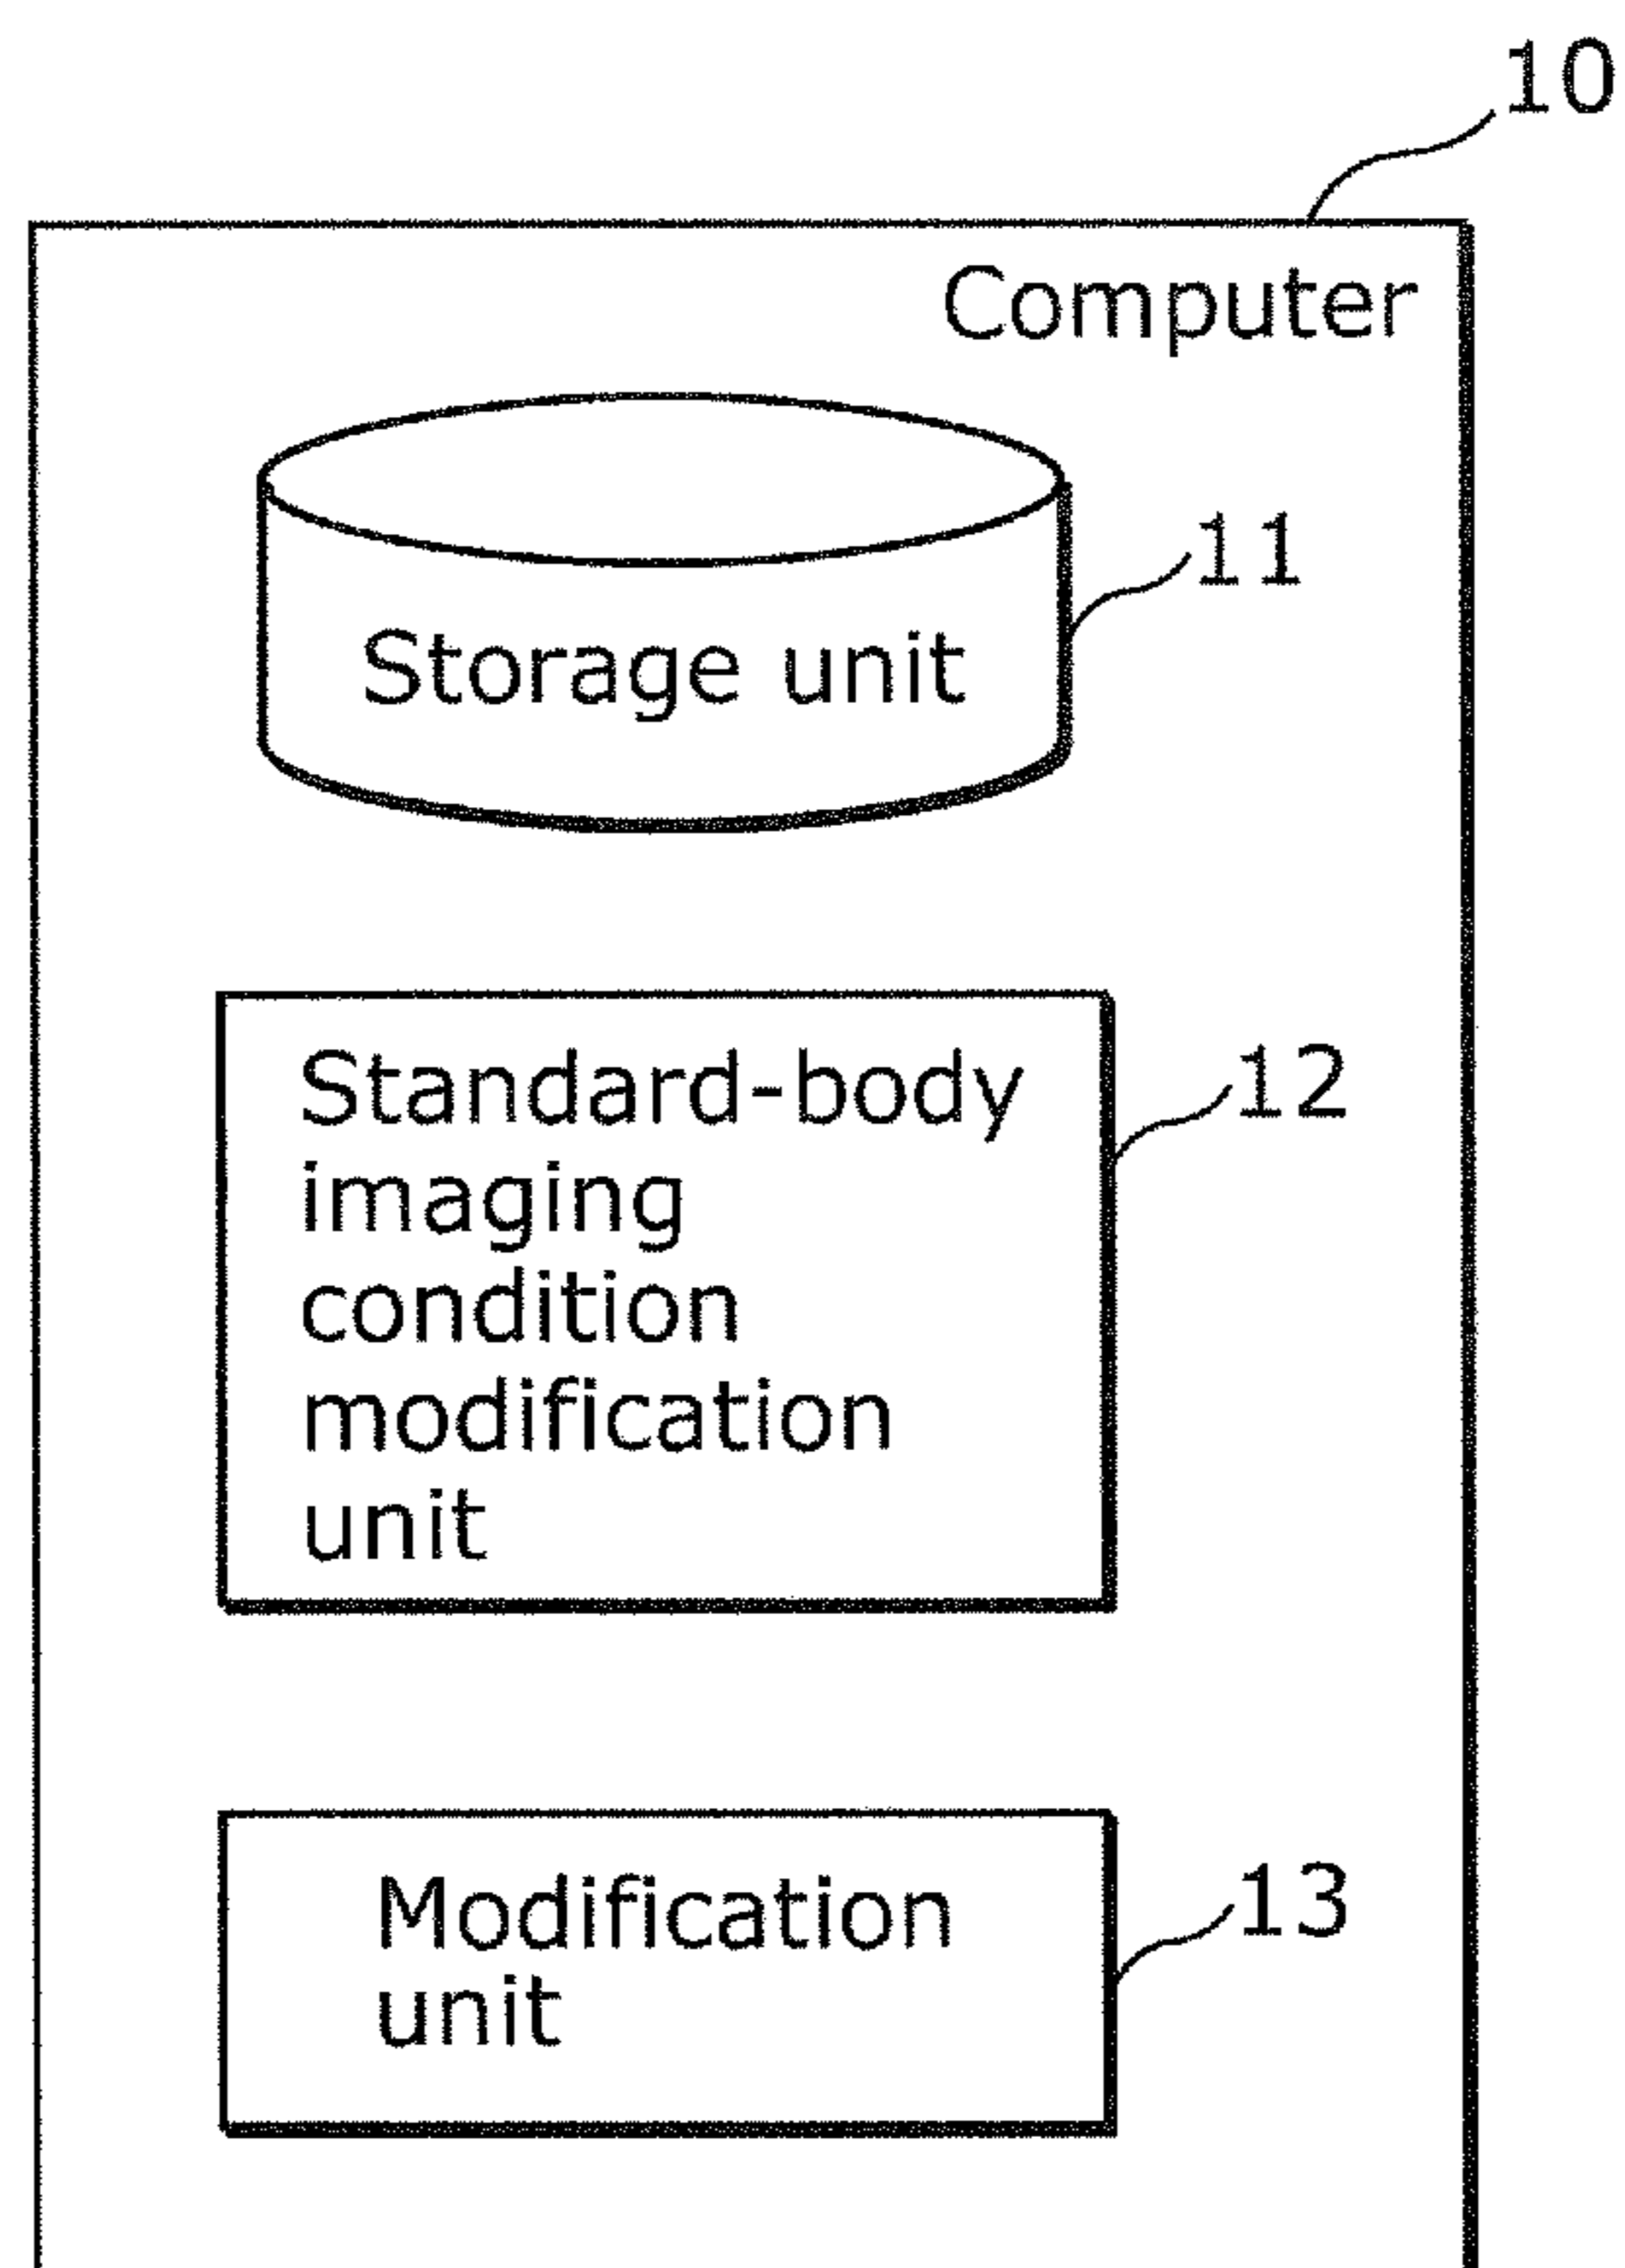 10
Computer
11
Storage unit
12
Standard-body
imaging
condition
modification
unit
13
Modification
unit